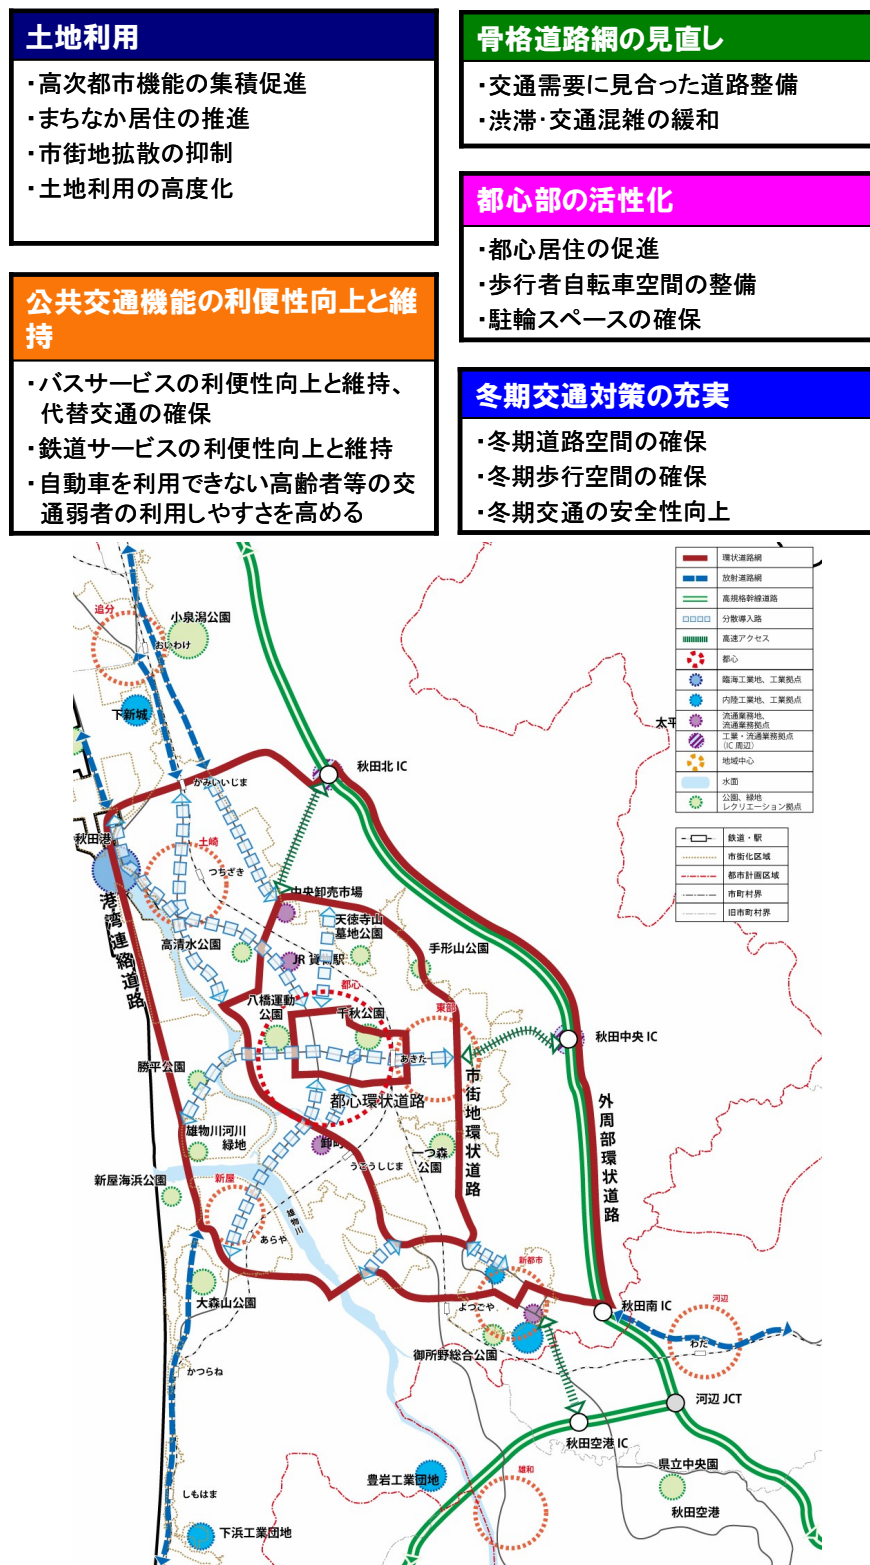 土地利用
・高次都市機能の集積促進
・まちなか居住の推進
・市街地拡散の抑制
・土地利用の高度化
公共交通機能の利便性向上と維
持
・バスサービスの利便性向上と維持、
代替交通の確保
・鉄道サービスの利便性向上と維持
・自動車を利用できない高齢者等の交
通弱者の利用しやすさを高める
骨格道路網の見直し
・交通需要に見合った道路整備
・渋滞・交通混雑の緩和
都心部の活性化
・都心居住の促進
・歩行者自転車空間の整備
・駐輪スペースの確保
冬期交通対策の充実
・冬期道路空間の確保
・冬期歩行空間の確保
・冬期交通の安全性向上
環状道路網
放射道路網
高規格幹線道路
分散導入路
高速アクセス
都心
臨海工業地、工業拠点
内陸工業地、工業拠点
流通業務地、
流通業務拠点
工業・流通業務拠点
(IC 周辺)
地域中心
水面
公園、緑地
レクリエーション拠点
鉄道・駅
市街化区域
都市計画区域
市町村界
旧市町村界
追分
小泉潟公園
おいわけ
下新城
太平
秋田北 IC
かみいいじま
秋田港
土崎
つちざき
中央卸売市場
港湾連絡道路
高清水公園
天徳寺山
墓地公園
手形山公園
JR 貨物駅
都心
八橋運動
公園
千秋公園
東部
秋田中央 IC
あきた
勝平公園
市街地環状道路
外周部環状道路
都心環状道路
雄物川河川
緑地
卸町
一つ森
公園
うごうしじま
新屋海浜公園
新屋
雄物川
あらや
新都市
大森山公園
よつごや
秋田南 IC
河辺
わだ
御所野総合公園
かつらね
河辺 JCT
秋田空港 IC
県立中央園
雄和
豊岩工業団地
しもはま
秋田空港
下浜工業団地